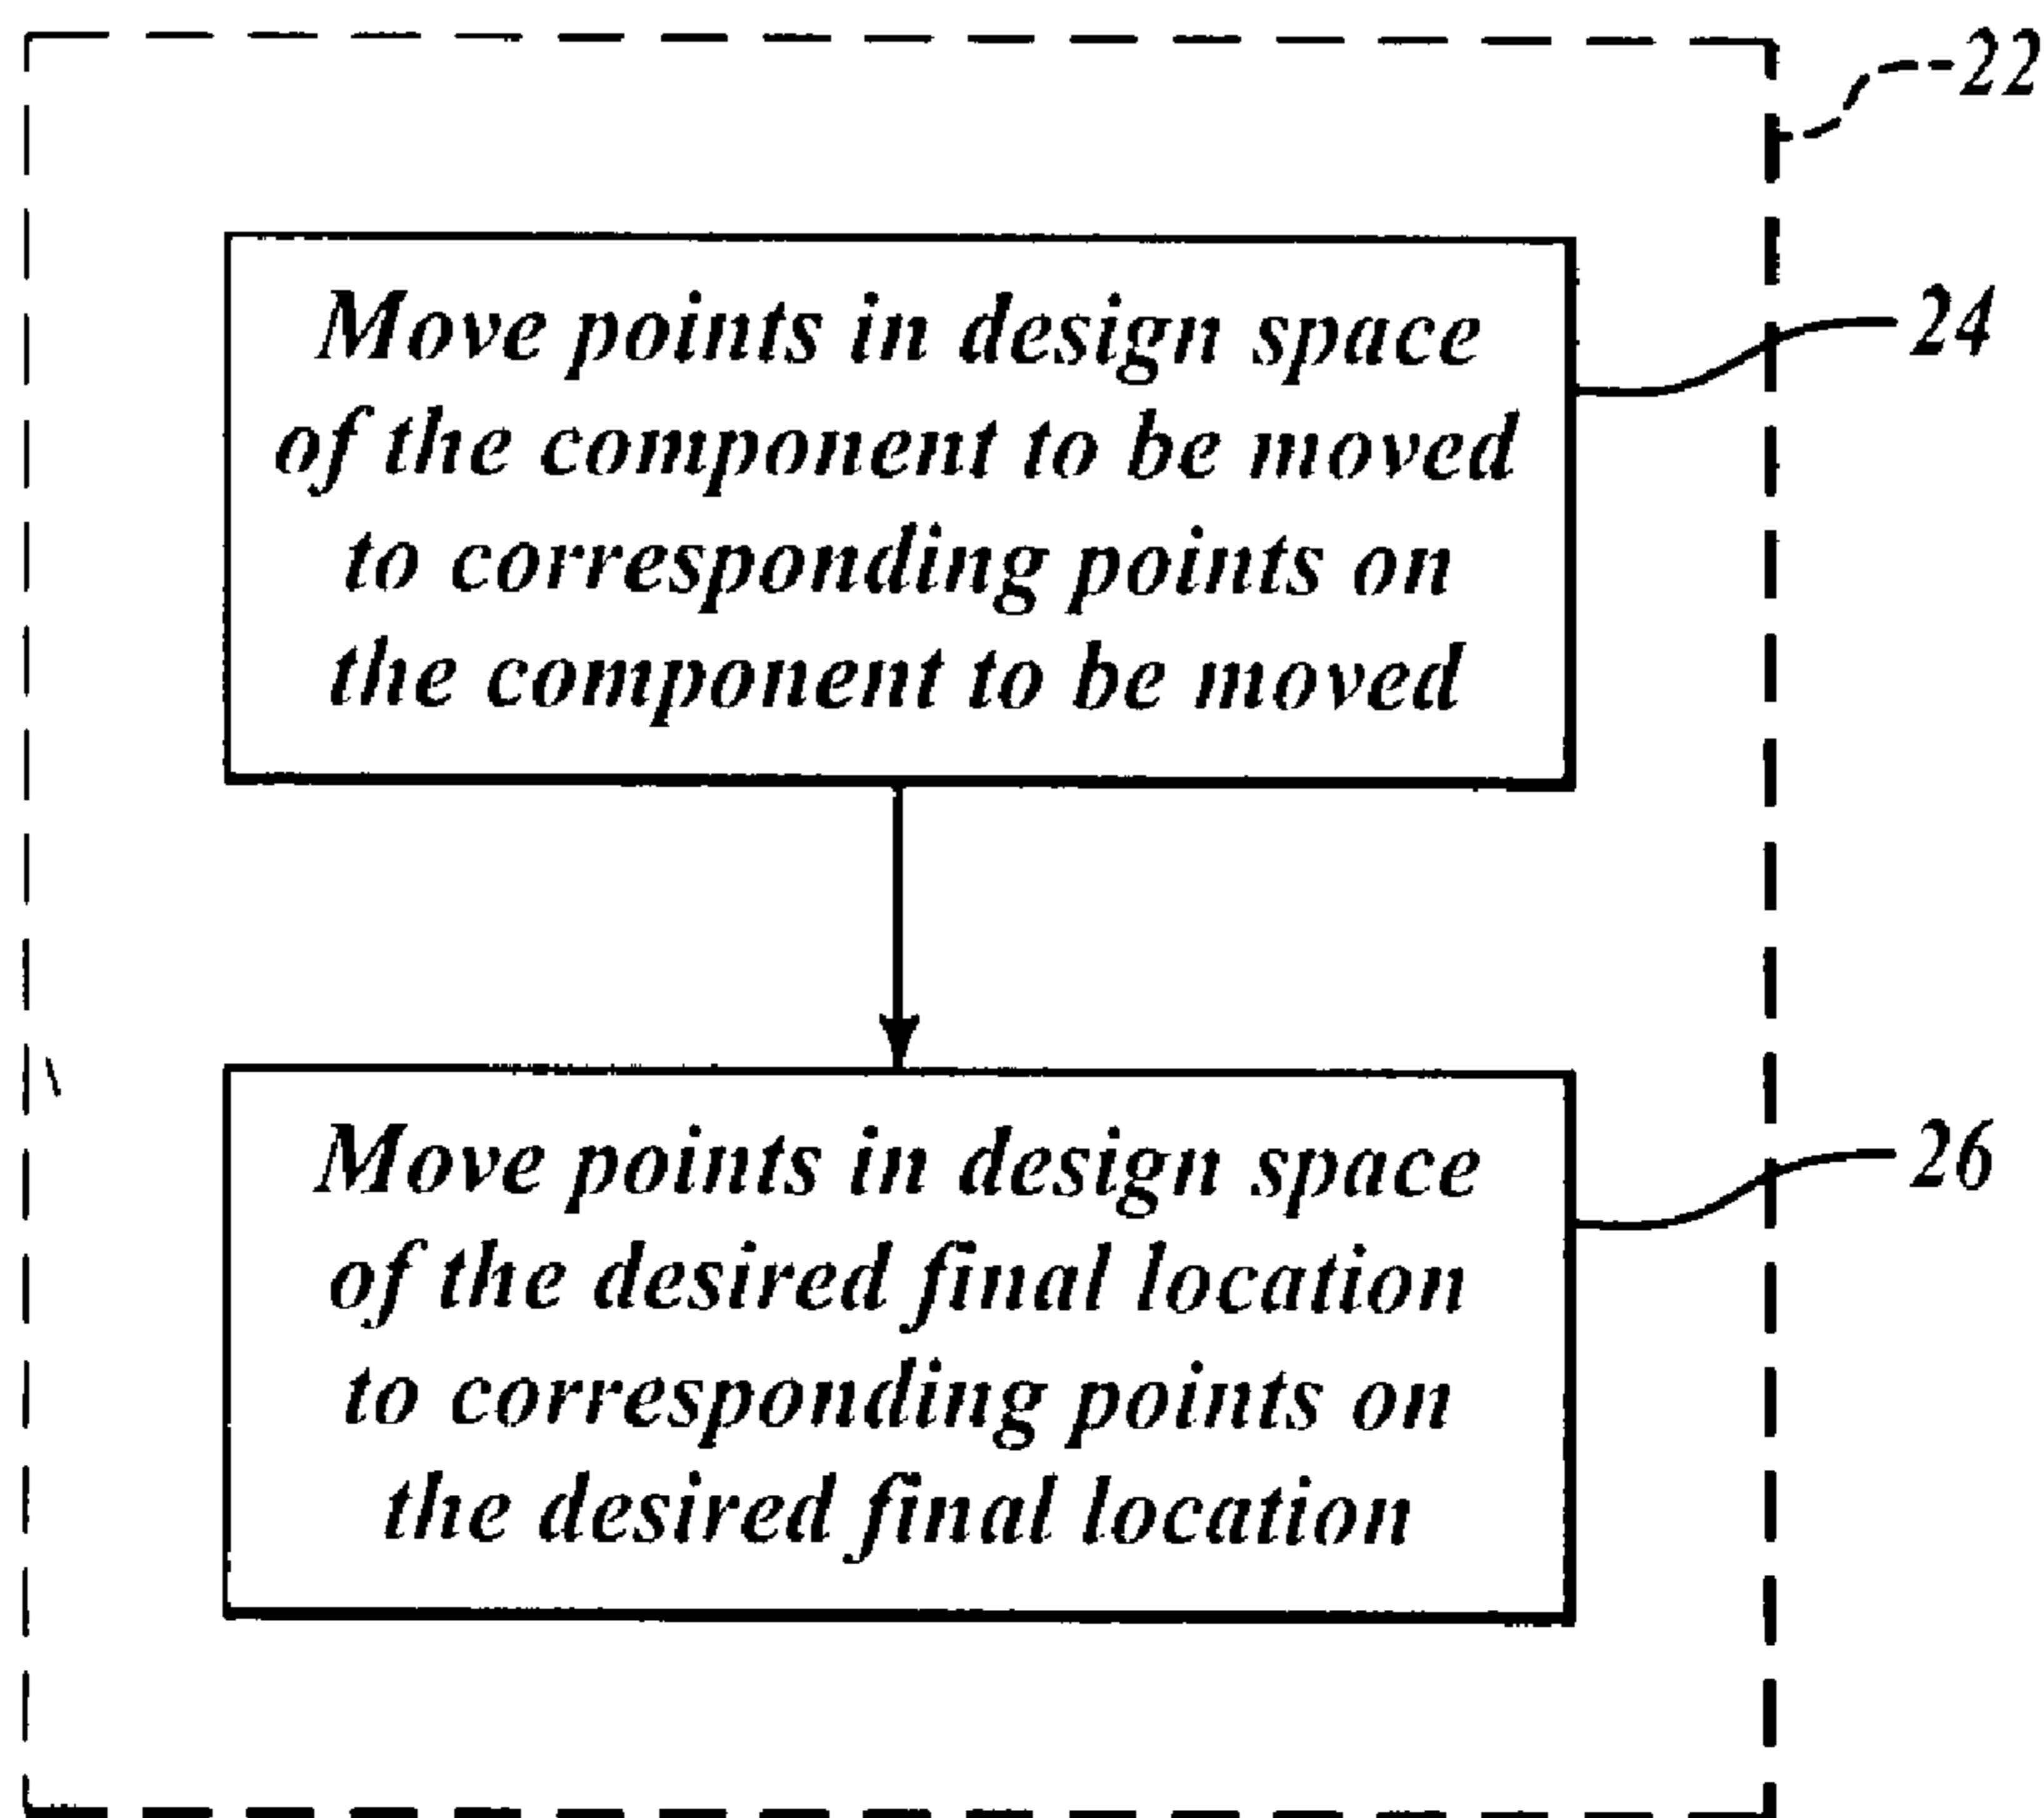 22
Move points in design space
of the component to be moved
to corresponding points on
the component to be moved
24
Move points in design space
of the desired final location
to corresponding points on
the desired final location
26